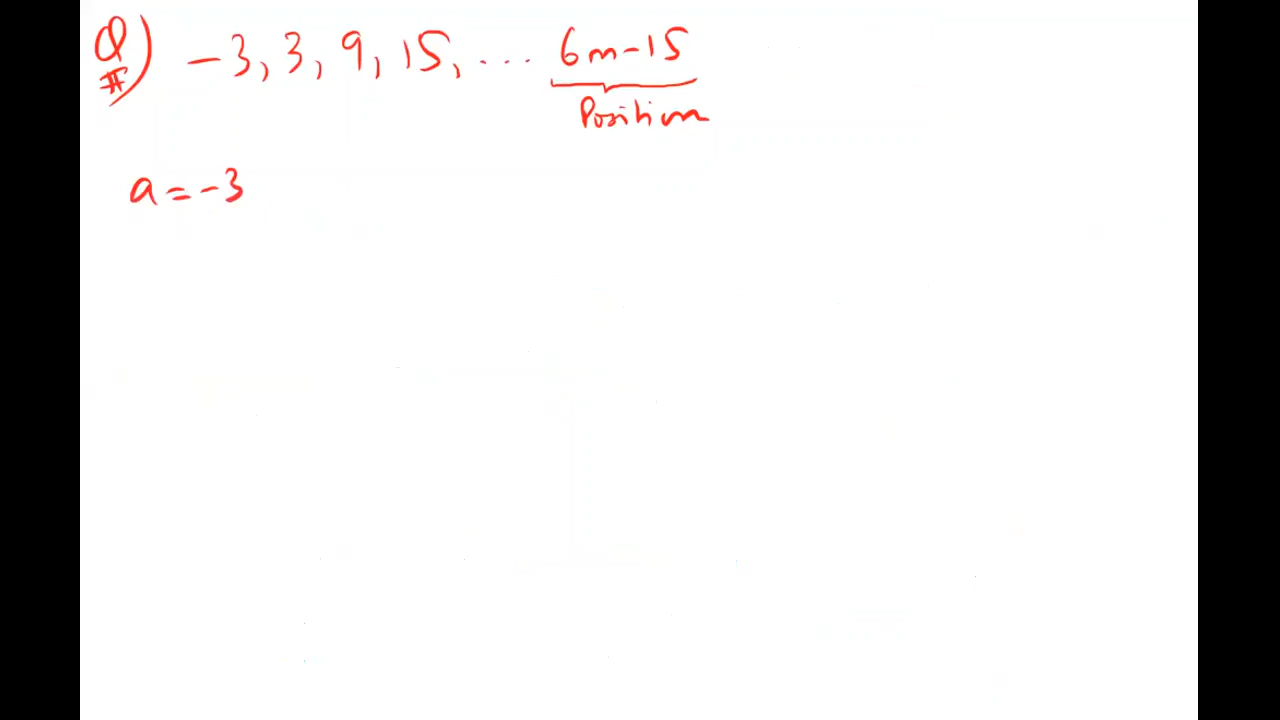 Q) -3, 3, 9, 15, ... 6m-15
Position
a = -3